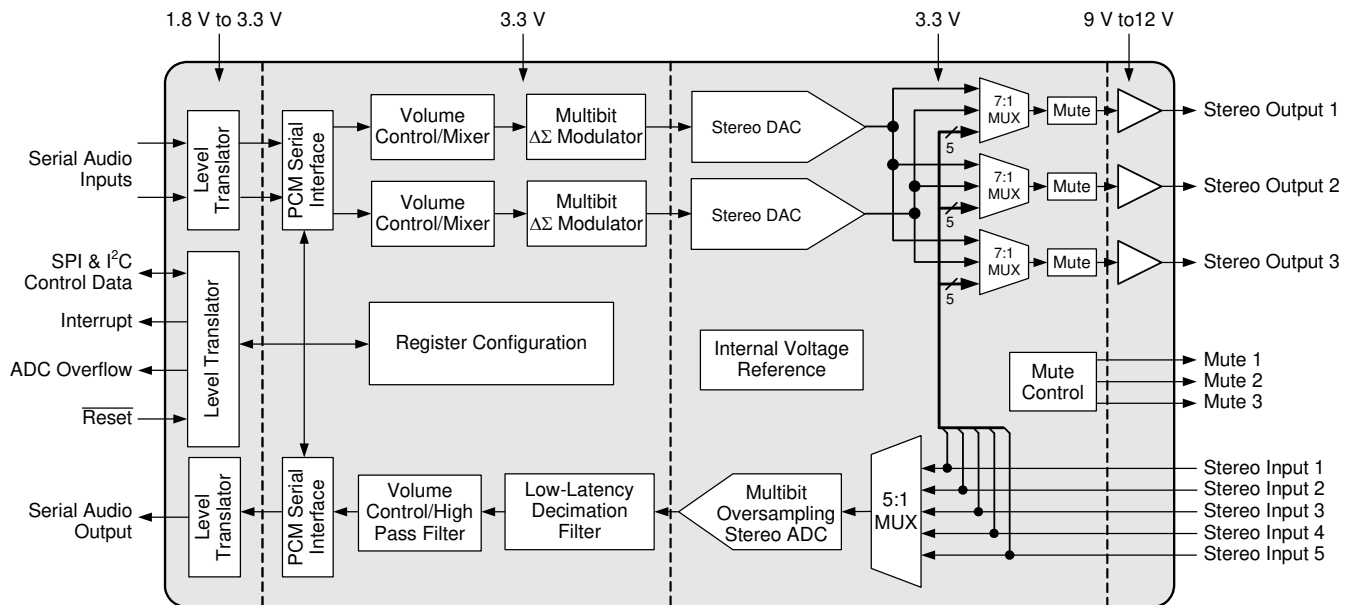 1.8 V to 3.3 V
3.3 V
3.3 V
9 V to12 V
Serial Audio
Inputs
Level
Translator
PCM Serial
Interface
Volume
Control/Mixer
Multibit
ΔΣ Modulator
Stereo DAC
7:1
MUX
Mute
Stereo Output 1
5
Volume
Control/Mixer
Multibit
ΔΣ Modulator
Stereo DAC
7:1
MUX
Mute
Stereo Output 2
5
7:1
MUX
Mute
Stereo Output 3
5
SPI & I²C
Control Data
Interrupt
ADC Overflow
Reset
Level Translator
Register Configuration
Internal Voltage
Reference
Mute
Control
Mute 1
Mute 2
Mute 3
Serial Audio
Output
Level
Translator
PCM Serial
Interface
Volume
Control/High
Pass Filter
Low-Latency
Decimation
Filter
Multibit
Oversampling
Stereo ADC
5:1
MUX
Stereo Input 1
Stereo Input 2
Stereo Input 3
Stereo Input 4
Stereo Input 5